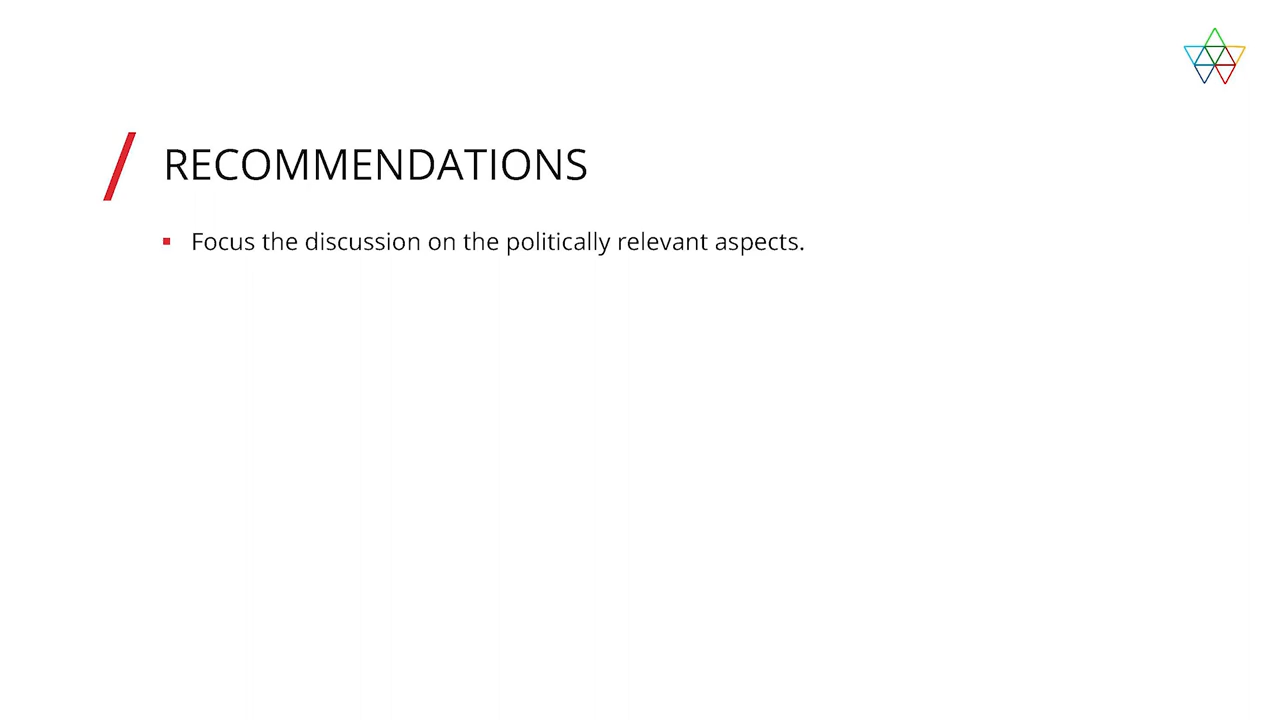 RECOMMENDATIONS
Focus the discussion on the politically relevant aspects.